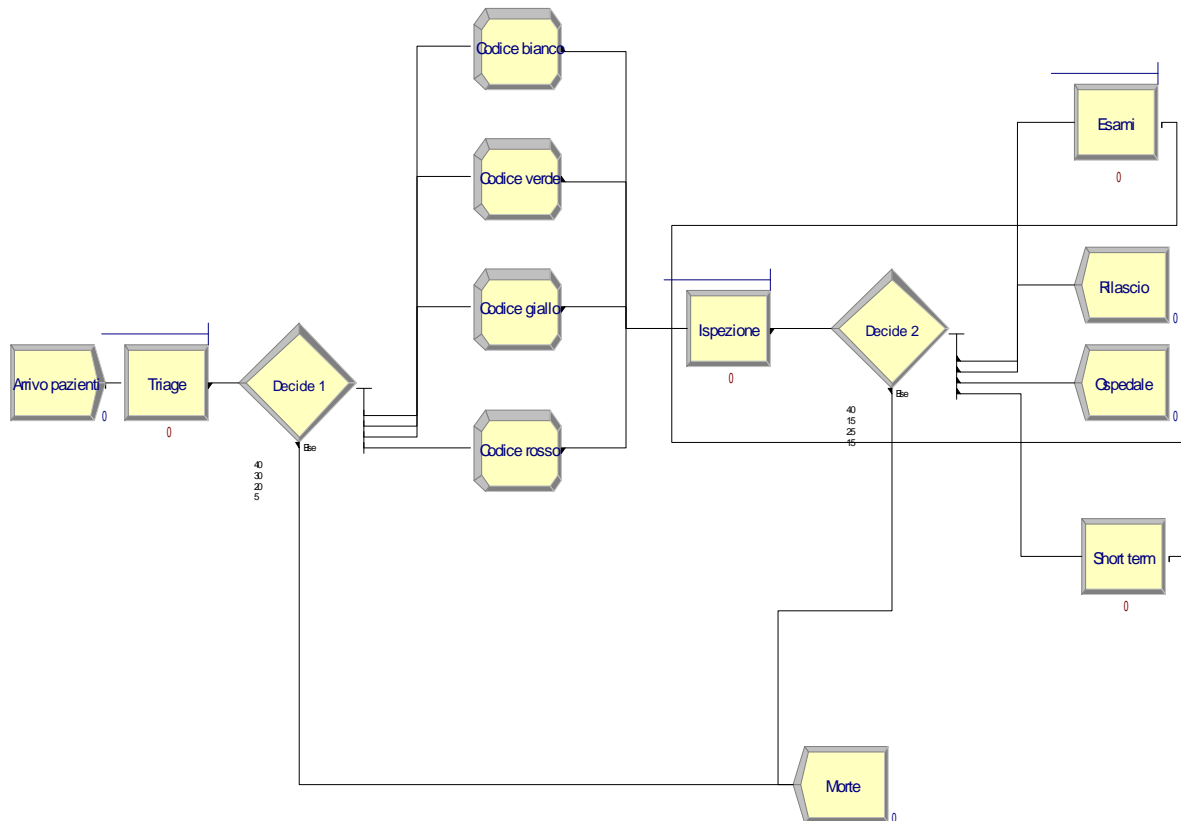 Codice bianco
Codice verde
Codice giallo
Codice rosso
Arrivo pazienti
0
Triage
0
Decide 1
Else
40
30
20
5
Ispezione
0
Decide 2
Else
40
15
25
15
Esami
0
Rilascio
0
Ospedale
0
Short term
0
Morte
0